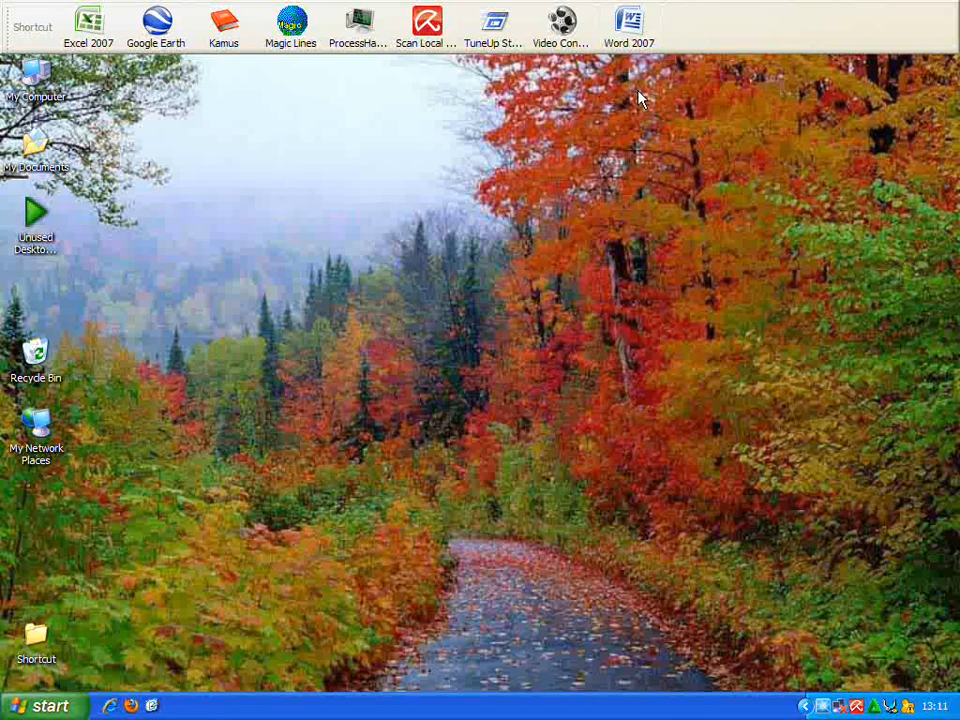 Shortcut
Excel 2007
Google Earth
Kamus
Magic Lines
ProcessHa...
Scan Local ...
TuneUp St...
Video Con...
Word 2007
My Computer
My Documents
Unused
Deskto...
Recycle Bin
My Network
Places
Shortcut
start
13:11